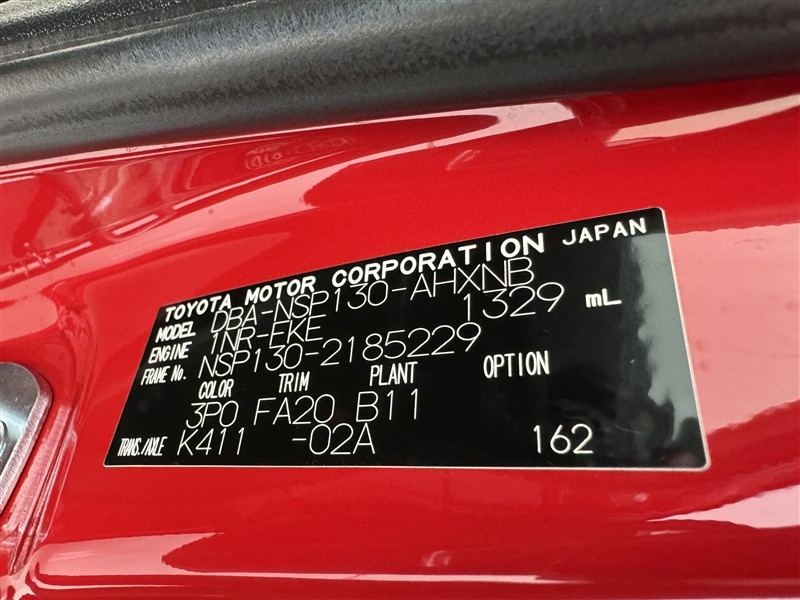 TOYOTA MOTOR CORPORATION JAPAN
MODEL DBA-NSP130-AHXNB
ENGINE 1NR-FKE 1329 mL
FRAME No. NSP130-2185229
COLOR TRIM PLANT OPTION
3P0 FA20 B11
TRANS./AXLE K411 -02A 162